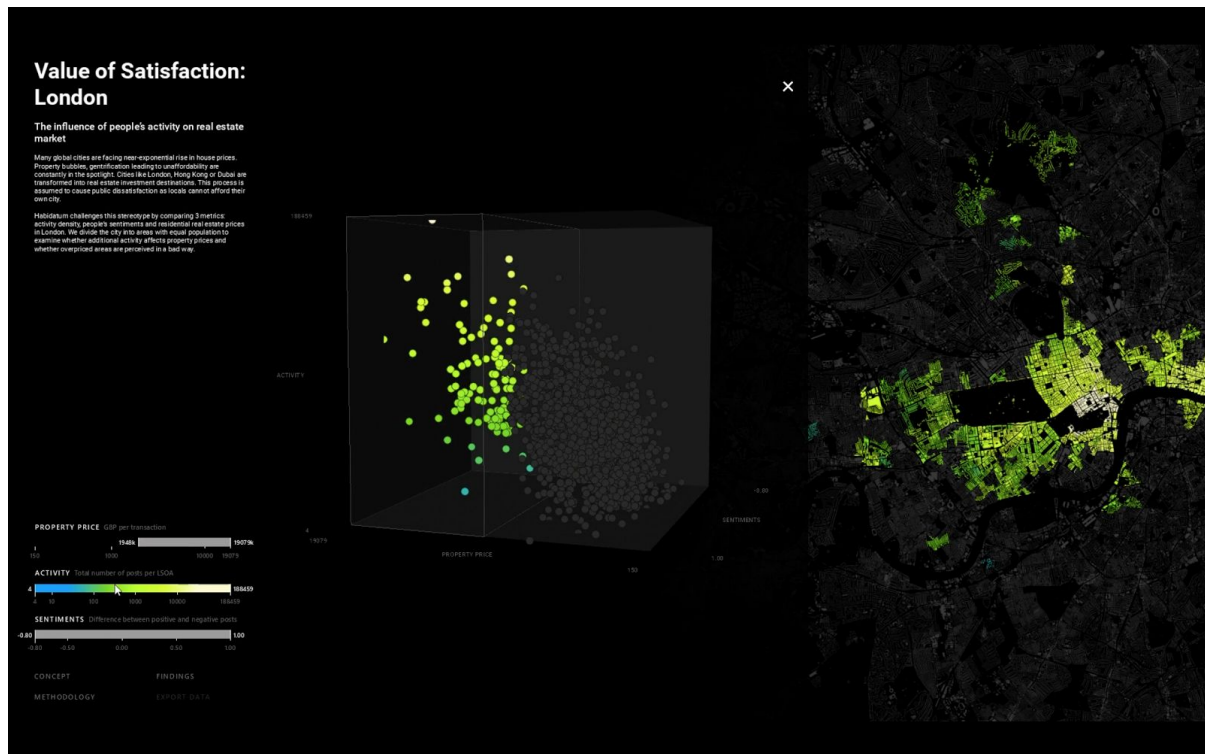 Value of Satisfaction:
London
The influence of people's activity on real estate
market
Many global cities are facing near-exponential rise in house prices.
Property bubbles, gentrification leading to unaffordability are
constantly in the spotlight. Cities like London, Hong Kong or Dubai are
transformed into real estate investment destinations. This process is
assumed to cause public dissatisfaction as locals cannot afford their
own city.
Habidatum challenges this stereotype by comparing 3 metrics:
activity density, people's sentiments and residential real estate prices
in London. We divide the city into areas with equal population to
examine whether additional activity affects property prices and
whether overpriced areas are perceived in a bad way.
×
188459
ACTIVITY
4
19079
PROPERTY PRICE
150
1.00
SENTIMENTS
-0.80
PROPERTY PRICE GBP per transaction
1948k 19079k
150 1000 10000 19079
ACTIVITY Total number of posts per LSOA
4 188459
4 10 100 1000 10000 188459
SENTIMENTS Difference between positive and negative posts
-0.80 1.00
-0.80 -0.50 0.00 0.50 1.00
CONCEPT FINDINGS
METHODOLOGY EXPORT DATA